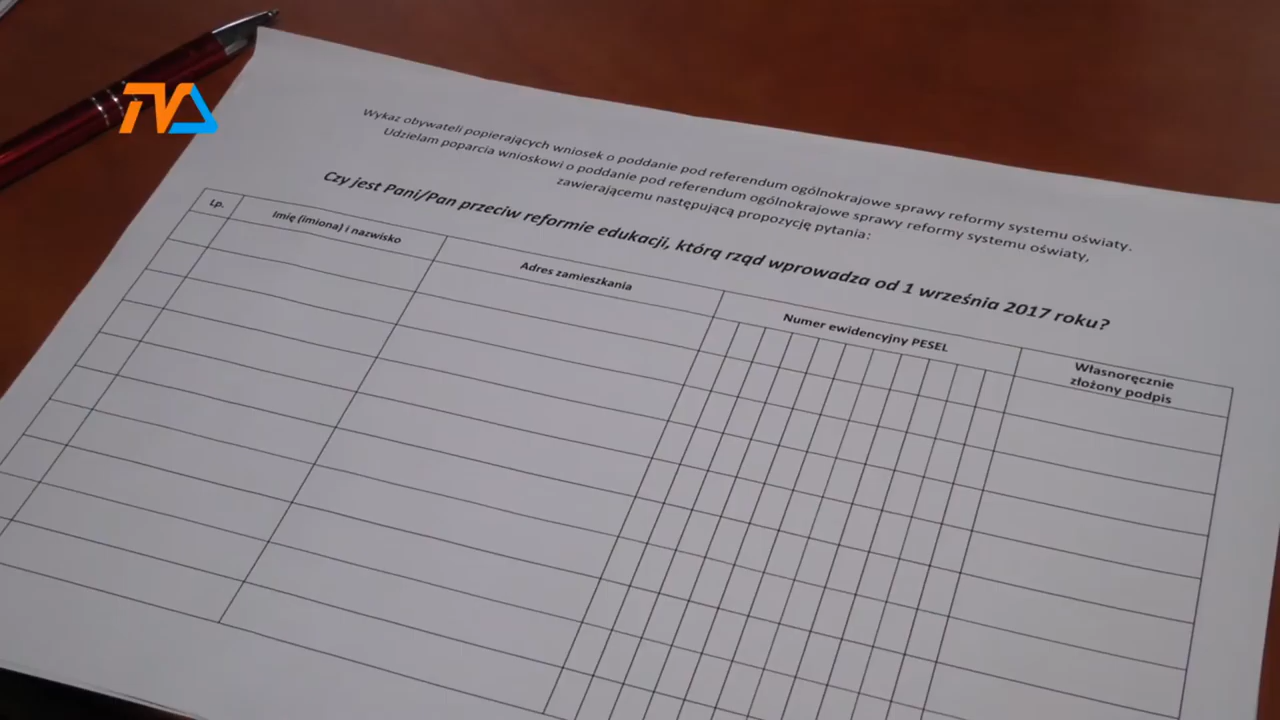 TVA
Wykaz obywateli popierających wniosek o poddanie pod referendum ogólnokrajowe sprawy reformy systemu oświaty.
Udzielam poparcia wnioskowi o poddanie pod referendum ogólnokrajowe sprawy reformy systemu oświaty,
zawierającemu następującą propozycję pytania:
Czy jest Pani/Pan przeciw reformie edukacji, którą rząd wprowadza od 1 września 2017 roku?
Lp.
Imię (imiona) i nazwisko
Adres zamieszkania
Numer ewidencyjny PESEL
Własnoręcznie
złożony podpis